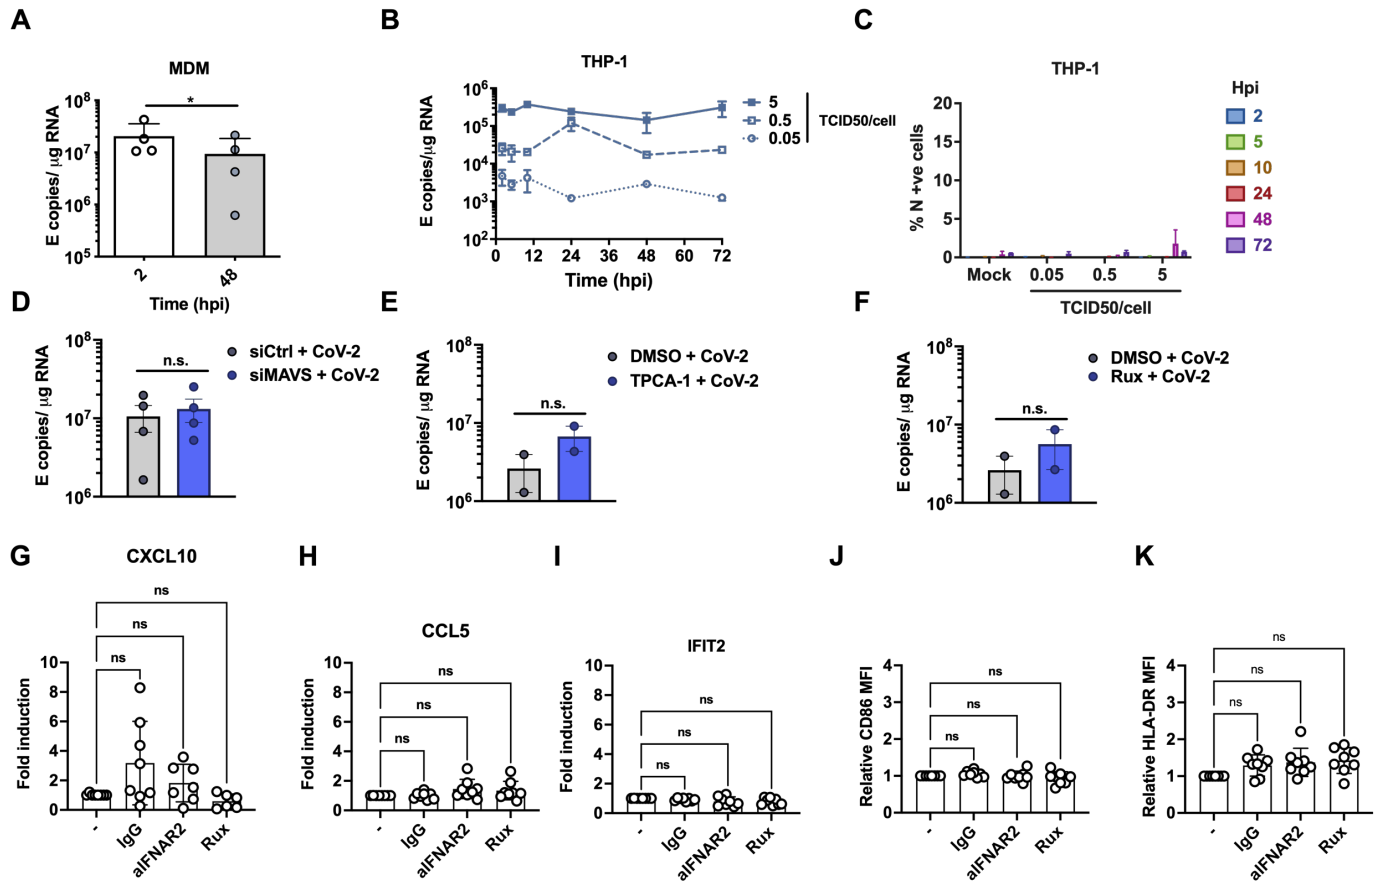 A
MDM
E copies/ µg RNA
10⁸
10⁷
10⁶
10⁵
*
2
48
Time (hpi)
B
THP-1
E copies/µg RNA
10⁶
10⁵
10⁴
10³
10²
0 12 24 36 48 60 72
Time (hpi)
5
0.5
0.05
TCID50/cell
C
THP-1
% N +ve cells
20
15
10
5
0
Mock 0.05 0.5 5
TCID50/cell
Hpi
2
5
10
24
48
72
D
E copies/ µg RNA
10⁸
10⁷
10⁶
n.s.
siCtrl + CoV-2
siMAVS + CoV-2
E
E copies/ µg RNA
10⁸
10⁷
10⁶
n.s.
DMSO + CoV-2
TPCA-1 + CoV-2
F
E copies/ µg RNA
10⁸
10⁷
10⁶
n.s.
DMSO + CoV-2
Rux + CoV-2
G
CXCL10
Fold induction
10
8
6
4
2
0
ns
ns
ns
-
IgG
aIFNAR2
Rux
H
CCL5
Fold induction
10
8
6
4
2
0
ns
ns
ns
-
IgG
aIFNAR2
Rux
I
IFIT2
Fold induction
10
8
6
4
2
0
ns
ns
ns
-
IgG
aIFNAR2
Rux
J
Relative CD86 MFI
4
3
2
1
0
ns
ns
ns
-
IgG
aIFNAR2
Rux
K
Relative HLA-DR MFI
4
3
2
1
0
ns
ns
ns
-
IgG
aIFNAR2
Rux